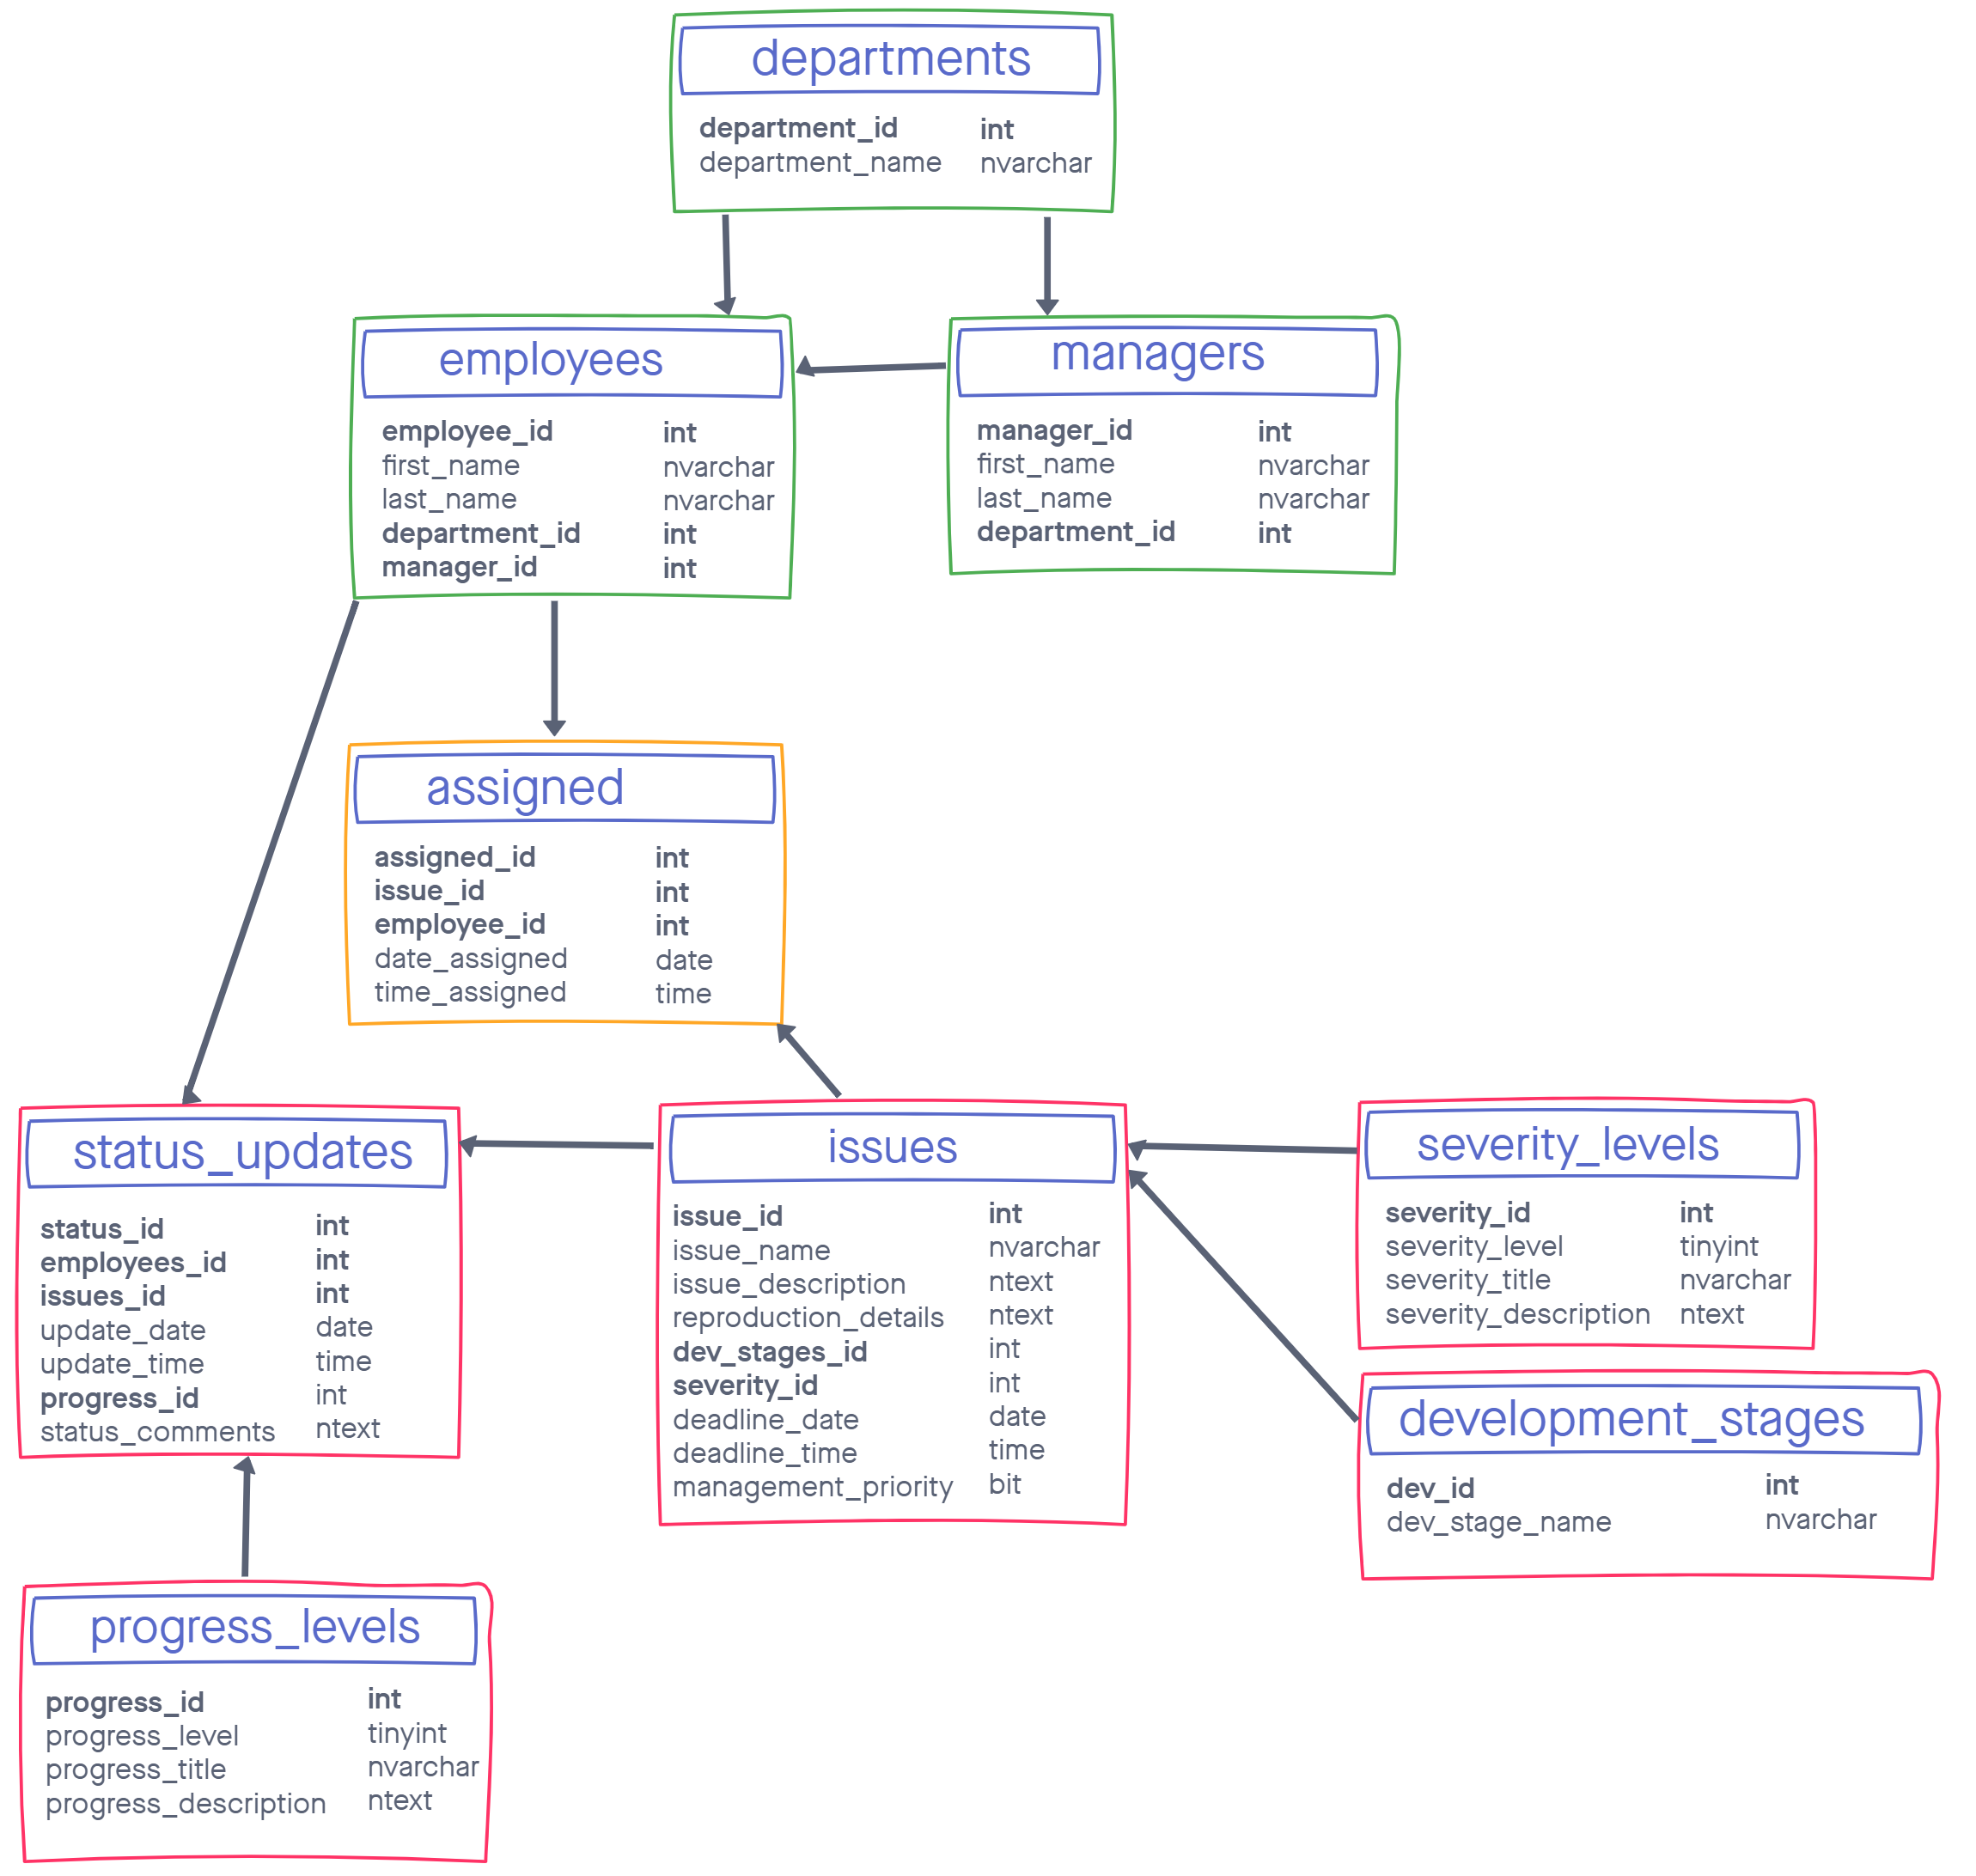 departments
department_id int
department_name nvarchar
employees
employee_id int
first_name nvarchar
last_name nvarchar
department_id int
manager_id int
managers
manager_id int
first_name nvarchar
last_name nvarchar
department_id int
assigned
assigned_id int
issue_id int
employee_id int
date_assigned date
time_assigned time
status_updates
status_id int
employees_id int
issues_id int
update_date date
update_time time
progress_id int
status_comments ntext
issues
issue_id int
issue_name nvarchar
issue_description ntext
reproduction_details ntext
dev_stages_id int
severity_id int
deadline_date date
deadline_time time
management_priority bit
severity_levels
severity_id int
severity_level tinyint
severity_title nvarchar
severity_description ntext
development_stages
dev_id int
dev_stage_name nvarchar
progress_levels
progress_id int
progress_level tinyint
progress_title nvarchar
progress_description ntext